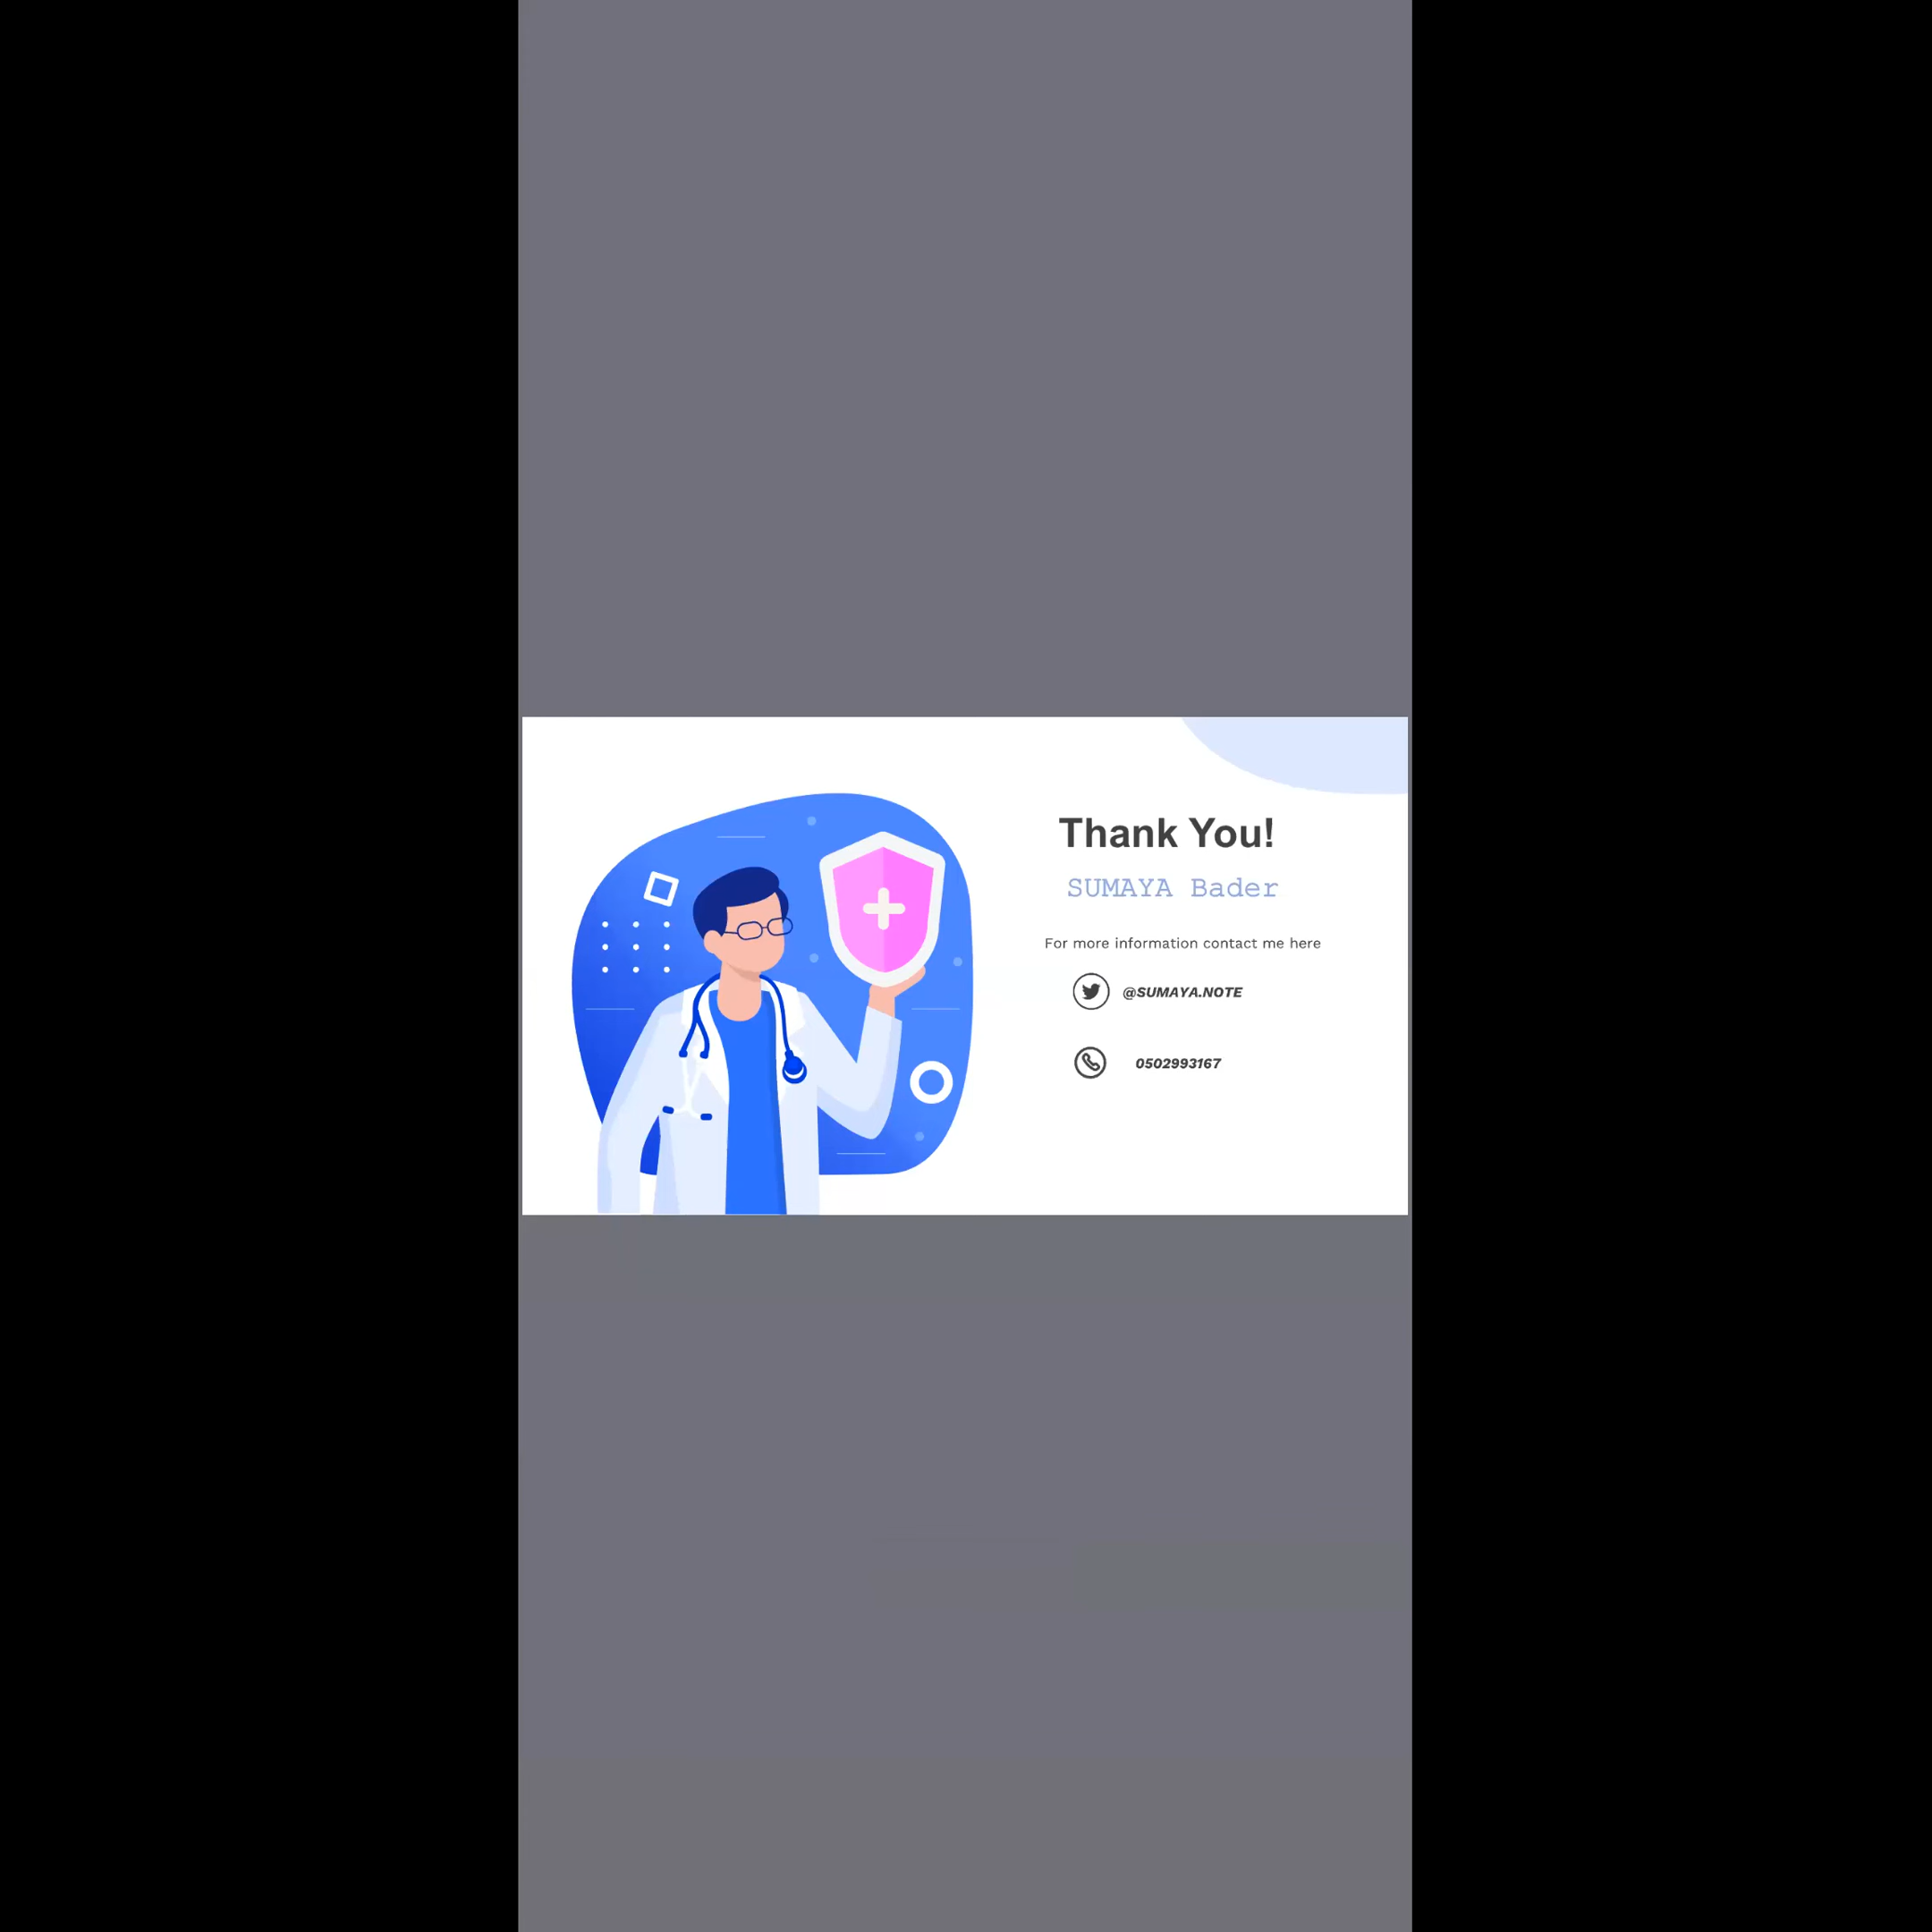 Thank You!
SUMAYA Bader
For more information contact me here
@SUMAYA.NOTE
0502993167